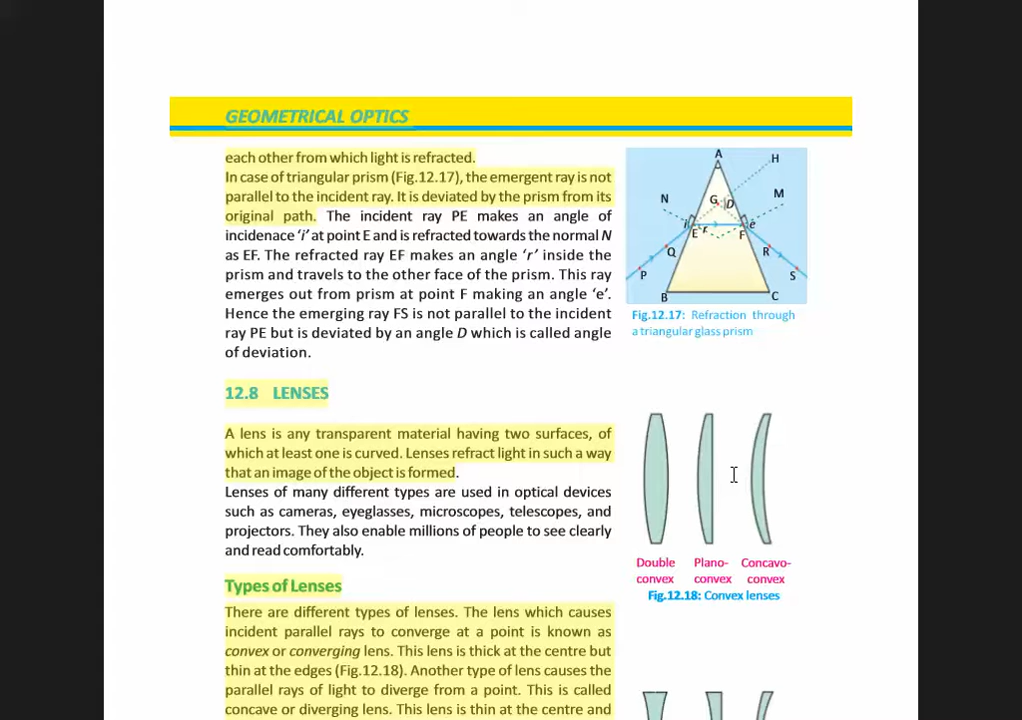 GEOMETRICAL OPTICS
each other from which light is refracted.
In case of triangular prism (Fig.12.17), the emergent ray is not
parallel to the incident ray. It is deviated by the prism from its
original path. The incident ray PE makes an angle of
incidenace ‘i’ at point E and is refracted towards the normal N
as EF. The refracted ray EF makes an angle ‘r’ inside the
prism and travels to the other face of the prism. This ray
emerges out from prism at point F making an angle ‘e’.
Hence the emerging ray FS is not parallel to the incident
ray PE but is deviated by an angle D which is called angle
of deviation.
A
H
N
G
D
M
i
E
r
F
e
Q
R
P
S
B
C
Fig.12.17: Refraction through
a triangular glass prism
12.8 LENSES
A lens is any transparent material having two surfaces, of
which at least one is curved. Lenses refract light in such a way
that an image of the object is formed.
Lenses of many different types are used in optical devices
such as cameras, eyeglasses, microscopes, telescopes, and
projectors. They also enable millions of people to see clearly
and read comfortably.
Double
convex
Plano-
convex
Concavo-
convex
Fig.12.18: Convex lenses
Types of Lenses
There are different types of lenses. The lens which causes
incident parallel rays to converge at a point is known as
convex or converging lens. This lens is thick at the centre but
thin at the edges (Fig.12.18). Another type of lens causes the
parallel rays of light to diverge from a point. This is called
concave or diverging lens. This lens is thin at the centre and